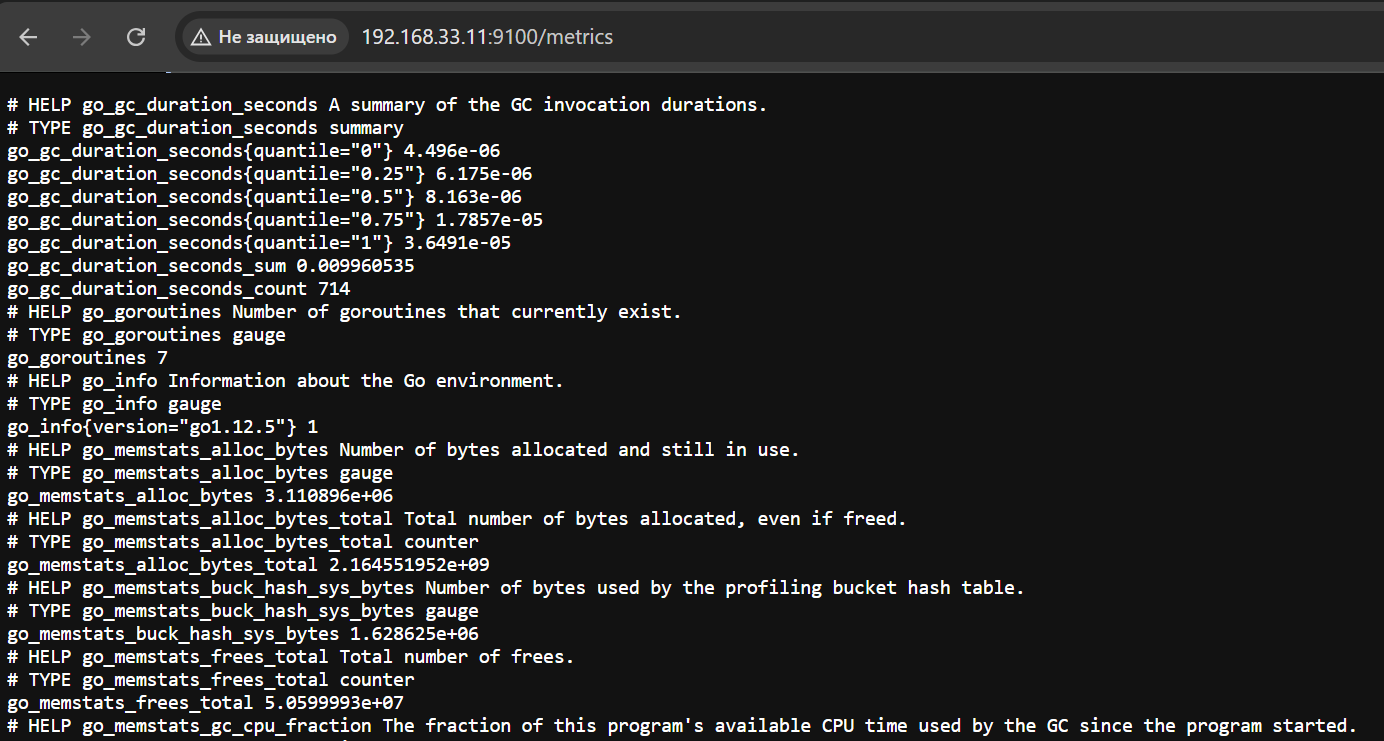 Не защищено 192.168.33.11:9100/metrics
# HELP go_gc_duration_seconds A summary of the GC invocation durations.
# TYPE go_gc_duration_seconds summary
go_gc_duration_seconds{quantile="0"} 4.496e-06
go_gc_duration_seconds{quantile="0.25"} 6.175e-06
go_gc_duration_seconds{quantile="0.5"} 8.163e-06
go_gc_duration_seconds{quantile="0.75"} 1.7857e-05
go_gc_duration_seconds{quantile="1"} 3.6491e-05
go_gc_duration_seconds_sum 0.009960535
go_gc_duration_seconds_count 714
# HELP go_goroutines Number of goroutines that currently exist.
# TYPE go_goroutines gauge
go_goroutines 7
# HELP go_info Information about the Go environment.
# TYPE go_info gauge
go_info{version="go1.12.5"} 1
# HELP go_memstats_alloc_bytes Number of bytes allocated and still in use.
# TYPE go_memstats_alloc_bytes gauge
go_memstats_alloc_bytes 3.110896e+06
# HELP go_memstats_alloc_bytes_total Total number of bytes allocated, even if freed.
# TYPE go_memstats_alloc_bytes_total counter
go_memstats_alloc_bytes_total 2.164551952e+09
# HELP go_memstats_buck_hash_sys_bytes Number of bytes used by the profiling bucket hash table.
# TYPE go_memstats_buck_hash_sys_bytes gauge
go_memstats_buck_hash_sys_bytes 1.628625e+06
# HELP go_memstats_frees_total Total number of frees.
# TYPE go_memstats_frees_total counter
go_memstats_frees_total 5.0599993e+07
# HELP go_memstats_gc_cpu_fraction The fraction of this program's available CPU time used by the GC since the program started.